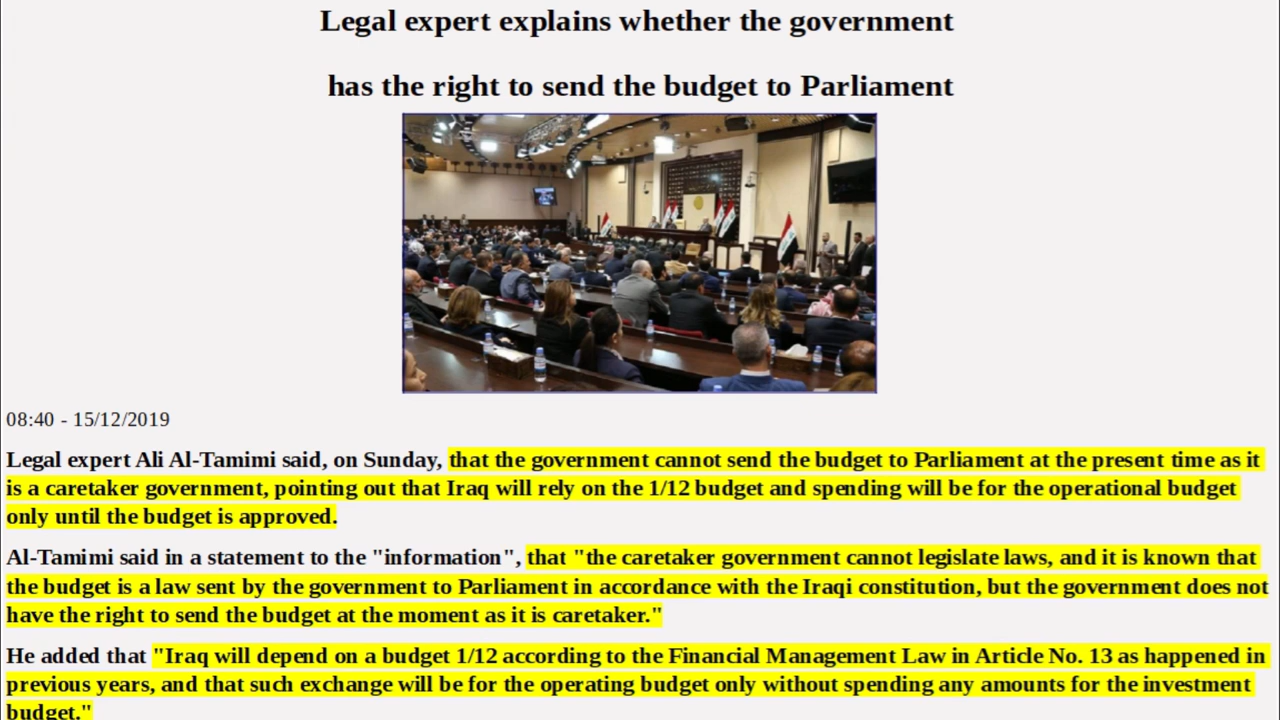 Legal expert explains whether the government
has the right to send the budget to Parliament
08:40 - 15/12/2019
Legal expert Ali Al-Tamimi said, on Sunday, that the government cannot send the budget to Parliament at the present time as it
is a caretaker government, pointing out that Iraq will rely on the 1/12 budget and spending will be for the operational budget
only until the budget is approved.
Al-Tamimi said in a statement to the "information", that "the caretaker government cannot legislate laws, and it is known that
the budget is a law sent by the government to Parliament in accordance with the Iraqi constitution, but the government does not
have the right to send the budget at the moment as it is caretaker."
He added that "Iraq will depend on a budget 1/12 according to the Financial Management Law in Article No. 13 as happened in
previous years, and that such exchange will be for the operating budget only without spending any amounts for the investment
budget."